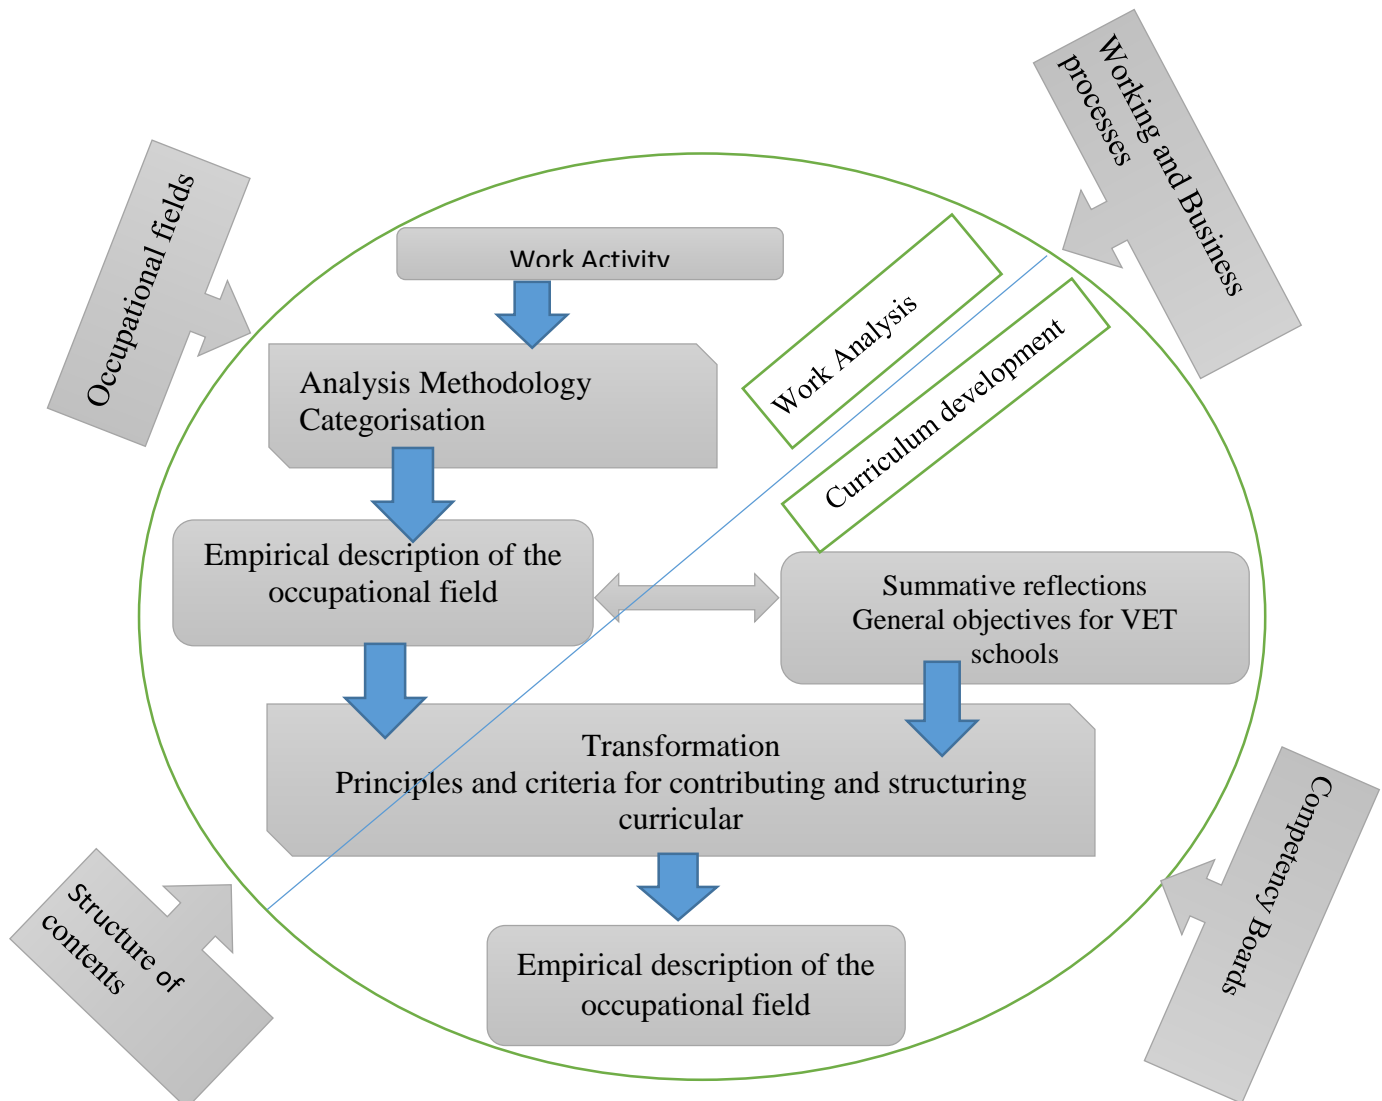 Working and Business
processes
Occupational fields
Work Activity
Work Analysis
Curriculum development
Analysis Methodology
Categorisation
Empirical description of the
occupational field
Summative reflections
General objectives for VET
schools
Transformation
Principles and criteria for contributing and structuring
curricular
Competency Boards
Structure of
contents
Empirical description of the
occupational field